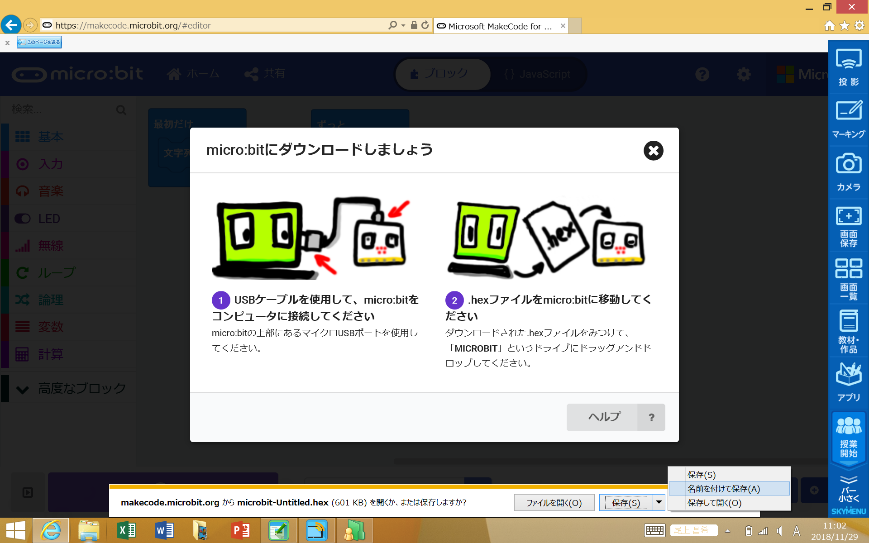 https://makecode.microbit.org/#editor
Microsoft MakeCode for ...
micro:bit
ホーム
共有
ブロック
{ } JavaScript
Micr
検索...
基本
入力
音楽
LED
無線
ループ
論理
変数
計算
高度なブロック
最初だけ
ずっと
micro:bitにダウンロードしましょう
.hex
1 USBケーブルを使用して、micro:bitを
コンピュータに接続してください
micro:bitの上部にあるマイクロUSBポートを使用し
てください。
2 .hexファイルをmicro:bitに移動してく
ださい
ダウンロードされた.hexファイルをみつけて、
「MICROBIT」というドライブにドラッグアンドド
ロップしてください。
ヘルプ ?
投影
マーキング
カメラ
画面
保存
画面
一覧
教材・
作品
アプリ
授業
開始
バー
小さく
SKYMENU
保存(S)
名前を付けて保存(A)
保存して開く(O)
makecode.microbit.org から microbit-Untitled.hex (601 KB) を開くか、または保存しますか?
ファイルを開く(O)
保存(S)
A
11:02
2018/11/29